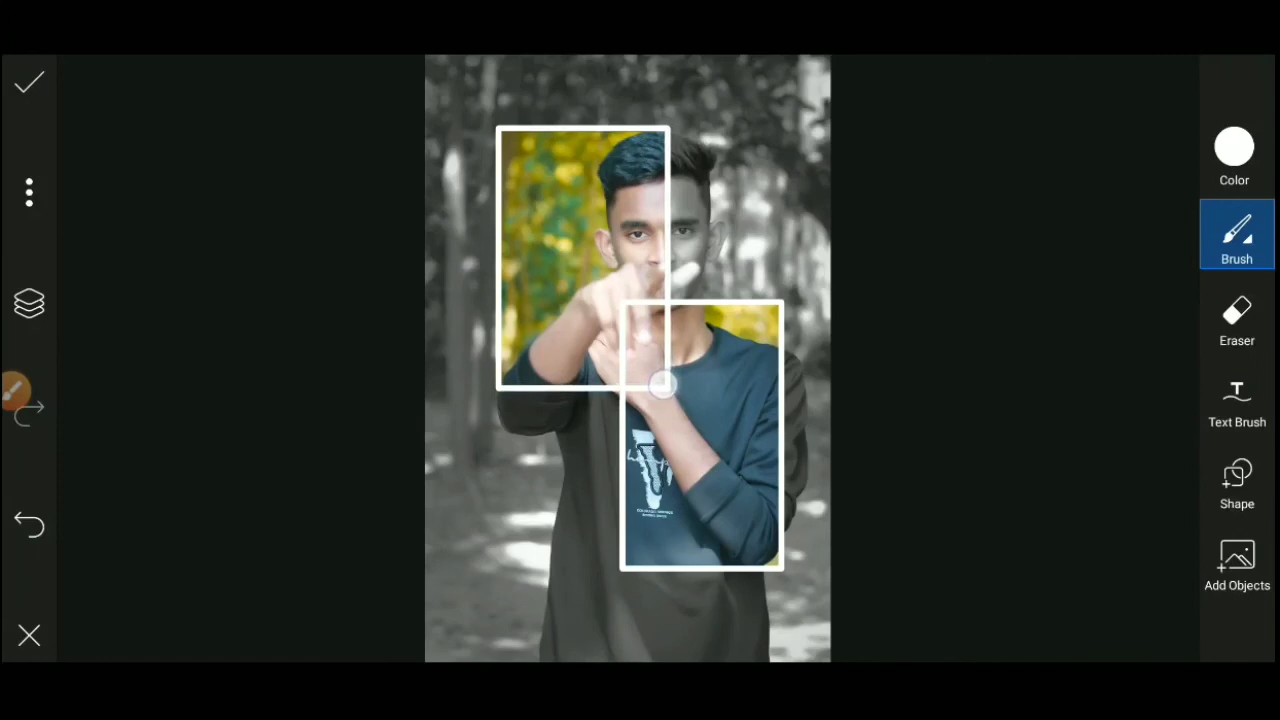 Color
Brush
Eraser
Text Brush
Shape
Add Objects